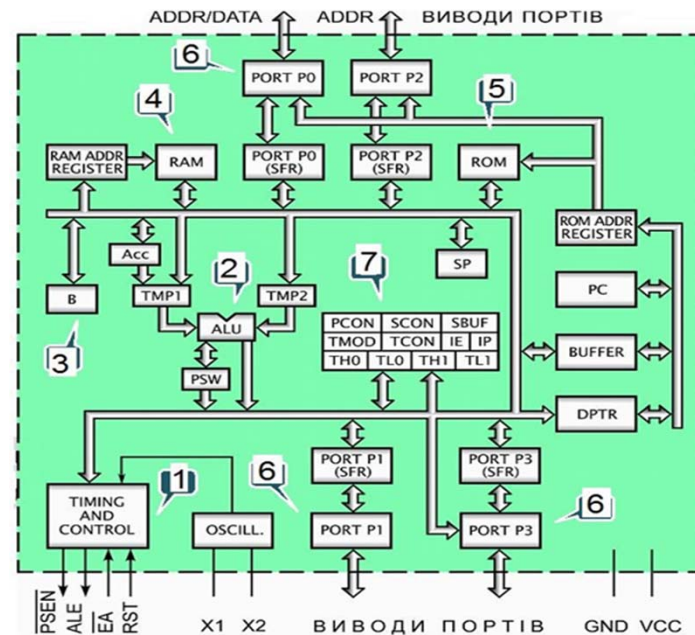 ADDR/DATA ADDR ВИВОДИ ПОРТІВ
6
PORT P0 PORT P2
4 5
RAM ADDR
REGISTER
RAM
PORT P0
(SFR)
PORT P2
(SFR)
ROM
ROM ADDR
REGISTER
Acc
SP
2 7
B TMP1 TMP2 PC
ALU
3
PCON SCON SBUF
TMOD TCON IE IP
TH0 TL0 TH1 TL1
BUFFER
PSW
DPTR
PORT P1
(SFR)
PORT P3
(SFR)
1 6 6
TIMING
AND
CONTROL
OSCILL. PORT P1 PORT P3
PSEN
ALE
EA
RST
X1 X2 ВИВОДИ ПОРТІВ GND VCC